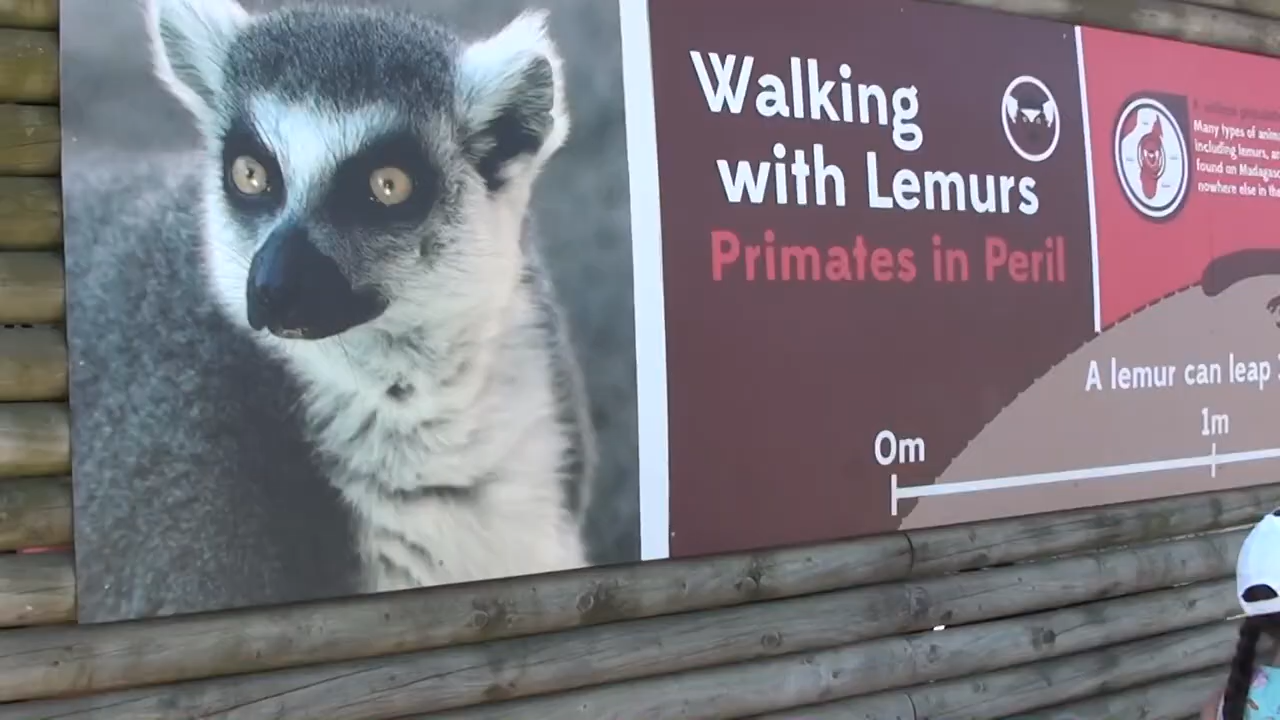 Walking
with Lemurs
Primates in Peril
Many types of anim
including lemurs, ar
found on Madagasc
nowhere else in the
A lemur can leap
0m
1m